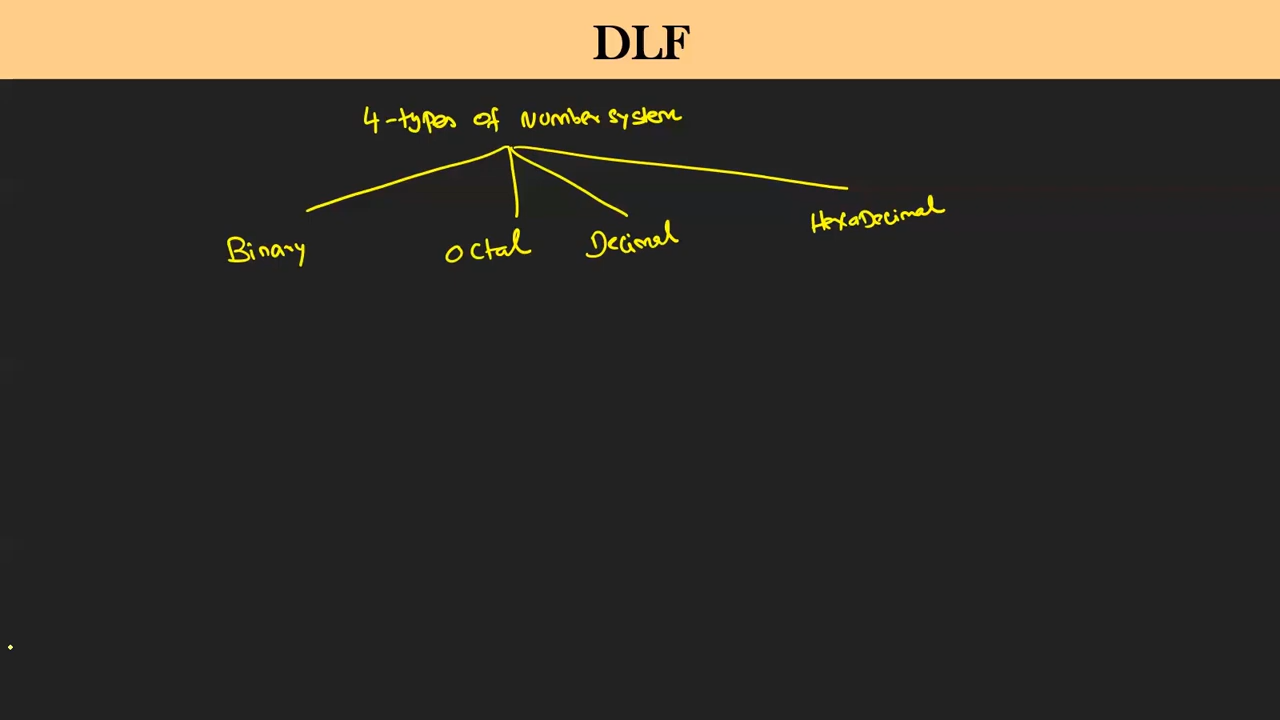 DLF
4-types of Number system
Binary Octal Decimal HexaDecimal